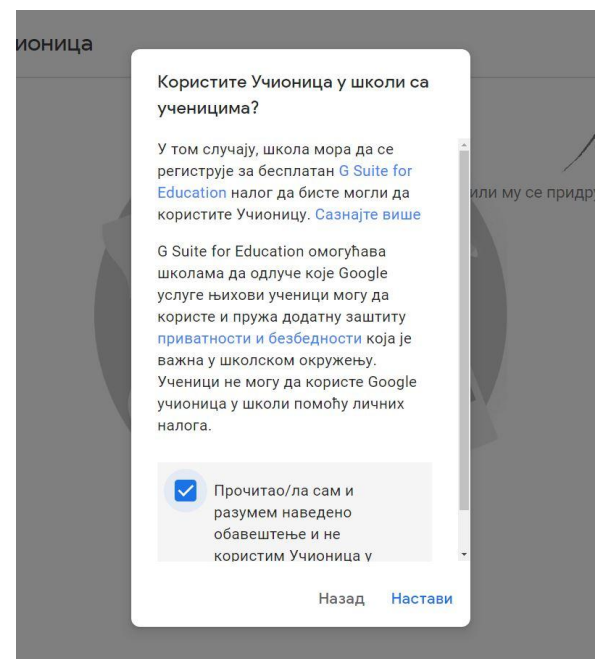 ионица
Користите Учионица у школи са
ученицима?
У том случају, школа мора да се
региструје за бесплатан G Suite for
Education налог да бисте могли да
користите Учионицу. Сазнајте више
или му се придру
G Suite for Education омогућава
школама да одлуче које Google
услуге њихови ученици могу да
користе и пружа додатну заштиту
приватности и безбедности која је
важна у школском окружењу.
Ученици не могу да користе Google
учионица у школи помоћу личних
налога.
Прочитао/ла сам и
разумем наведено
обавештење и не
користим Учионица у
Назад Настави